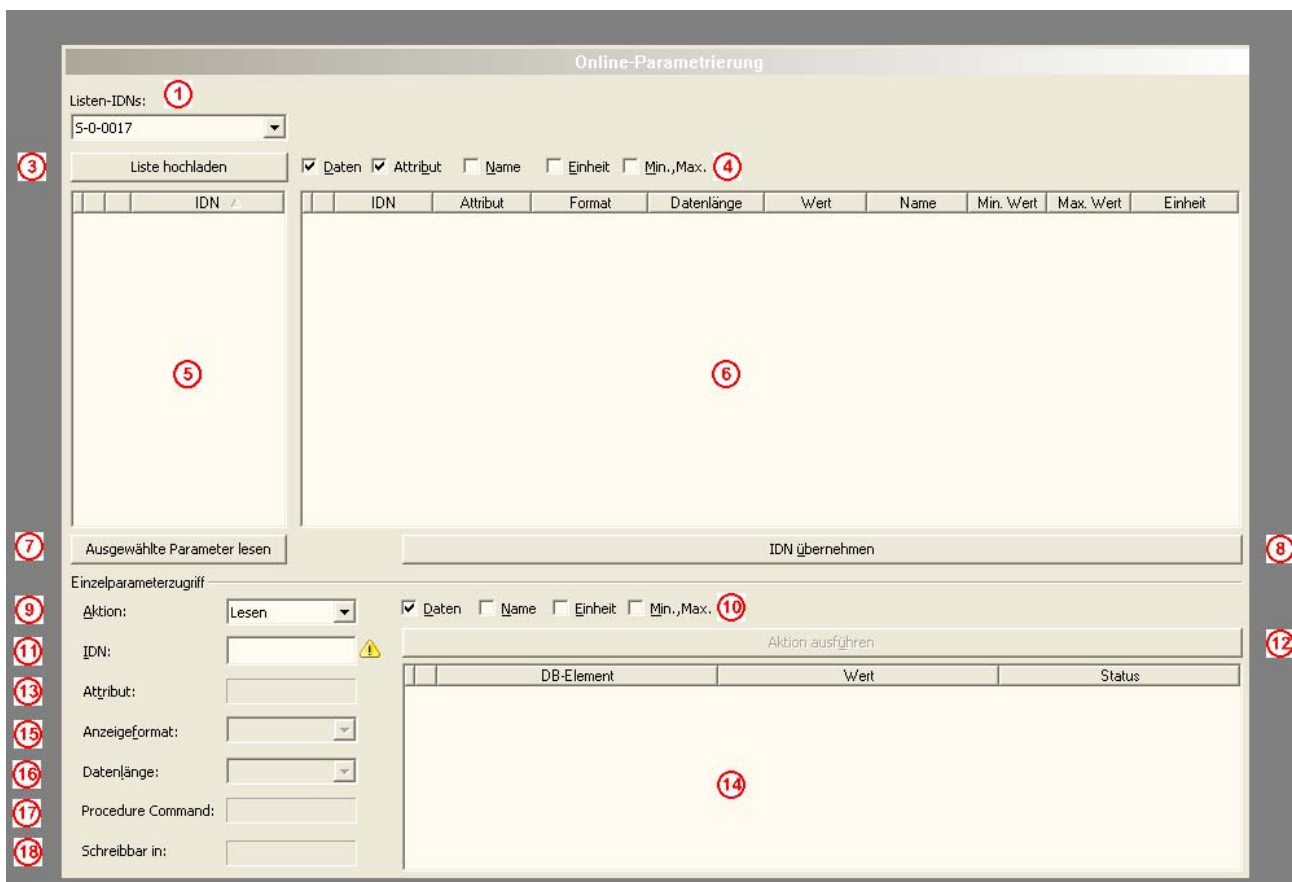 Online-Parametrierung
Listen-IDNs: 1
S-0-0017
3 Liste hochladen Daten Attribut Name Einheit Min.,Max. 4
IDN IDN Attribut Format Datenlänge Wert Name Min. Wert Max. Wert Einheit
5 6
7 Ausgewählte Parameter lesen IDN übernehmen 8
Einzelparameterzugriff
9 Aktion: Lesen Daten Name Einheit Min.,Max. 10
11 IDN: Aktion ausführen 12
DB-Element Wert Status
13 Attribut:
15 Anzeigeformat:
16 Datenlänge: 14
17 Procedure Command:
18 Schreibbar in: